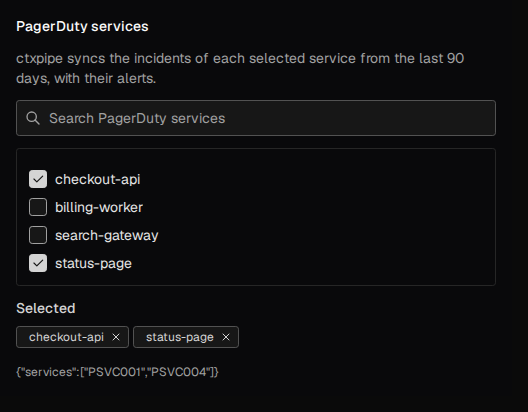 PagerDuty services
ctxpipe syncs the incidents of each selected service from the last 90
days, with their alerts.
Search PagerDuty services
checkout-api
billing-worker
search-gateway
status-page
Selected
checkout-api ×
status-page ×
{"services":["PSVC001","PSVC004"]}